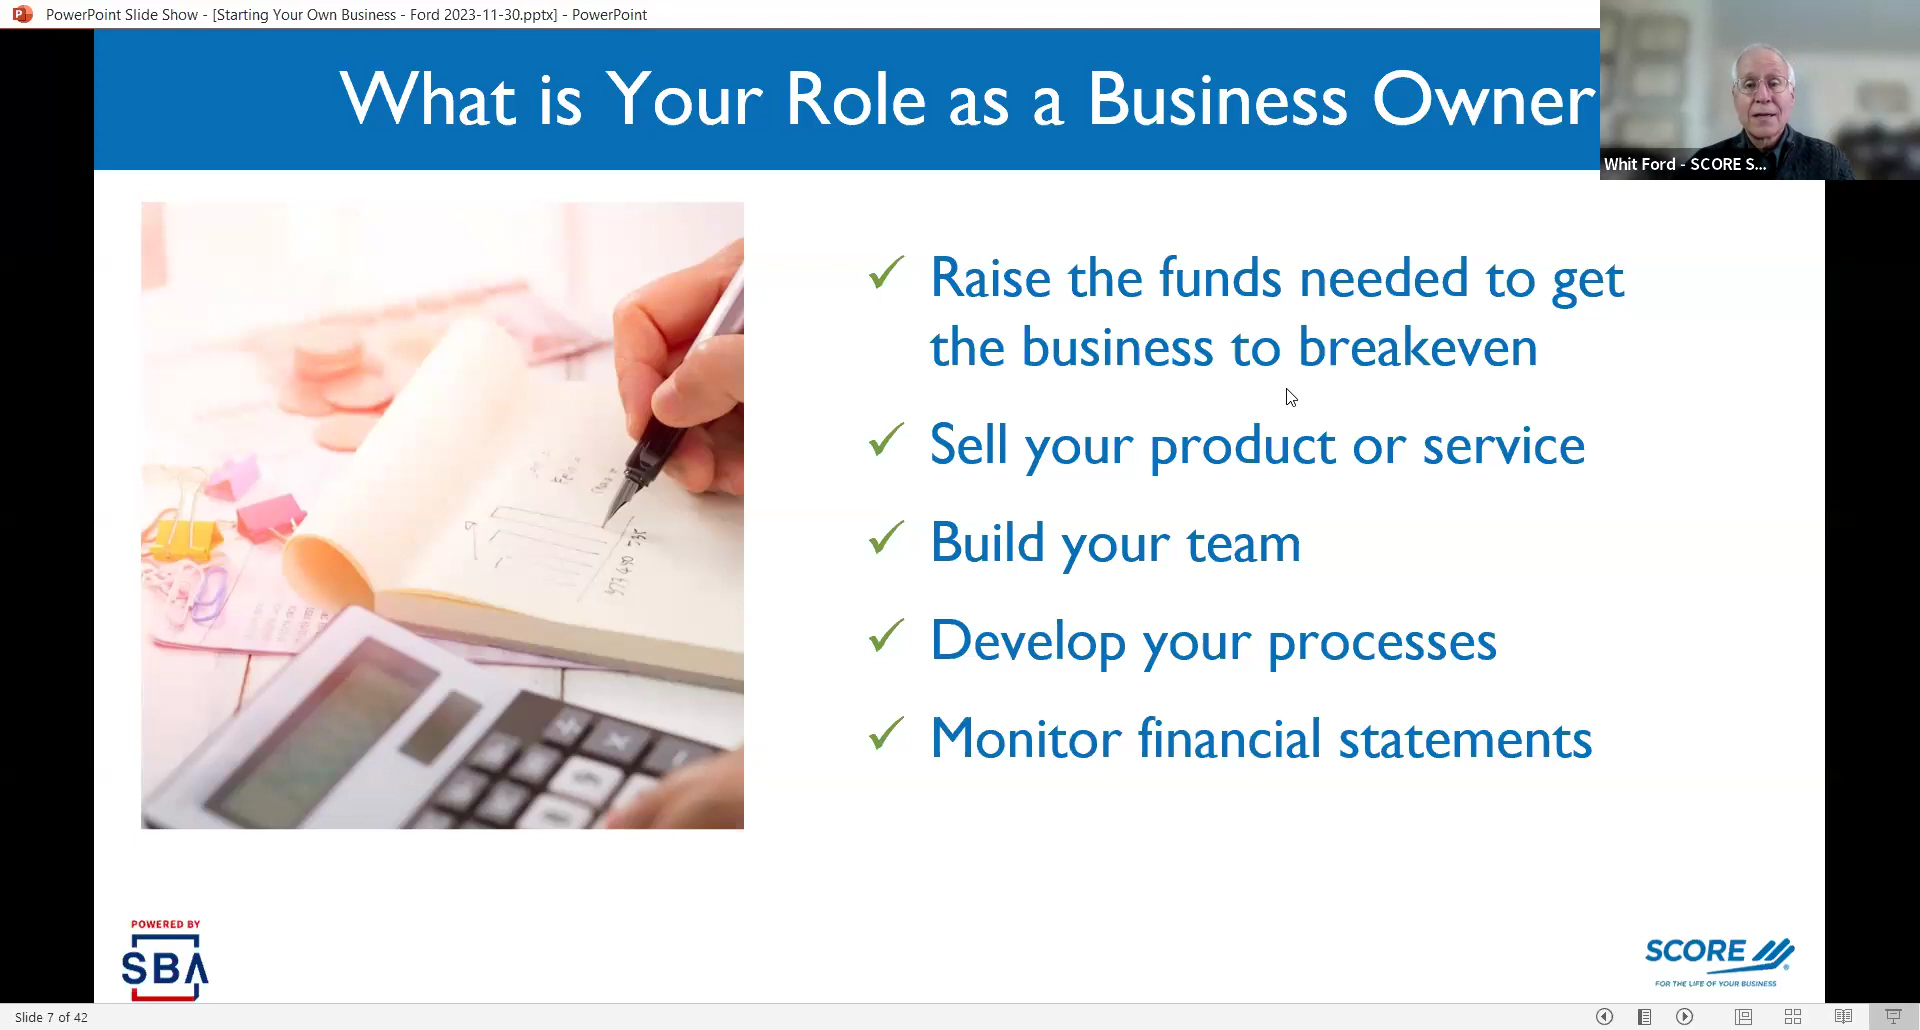 PowerPoint Slide Show - [Starting Your Own Business - Ford 2023-11-30.pptx] - PowerPoint
What is Your Role as a Business Owner
Whit Ford - SCORE S...
✓ Raise the funds needed to get
the business to breakeven
✓ Sell your product or service
✓ Build your team
✓ Develop your processes
✓ Monitor financial statements
POWERED BY
SBA
SCORE
FOR THE LIFE OF YOUR BUSINESS
Slide 7 of 42